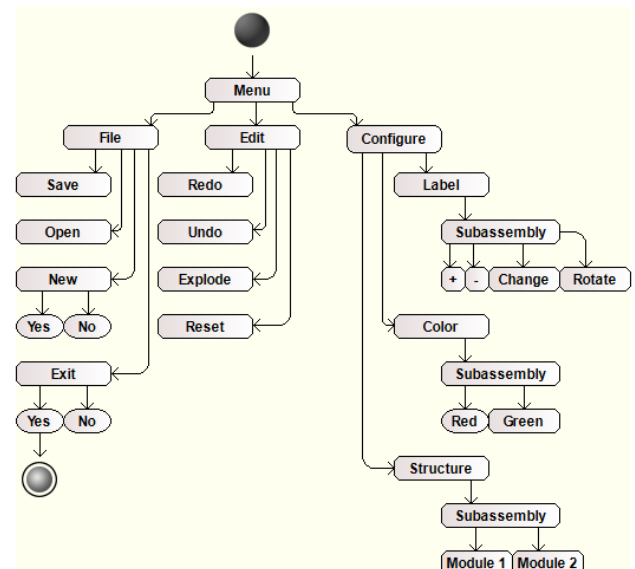 Menu
File
Edit
Configure
Save
Redo
Label
Open
Undo
Subassembly
New
Explode
+
-
Change
Rotate
Yes
No
Reset
Color
Exit
Subassembly
Yes
No
Red
Green
Structure
Subassembly
Module 1
Module 2